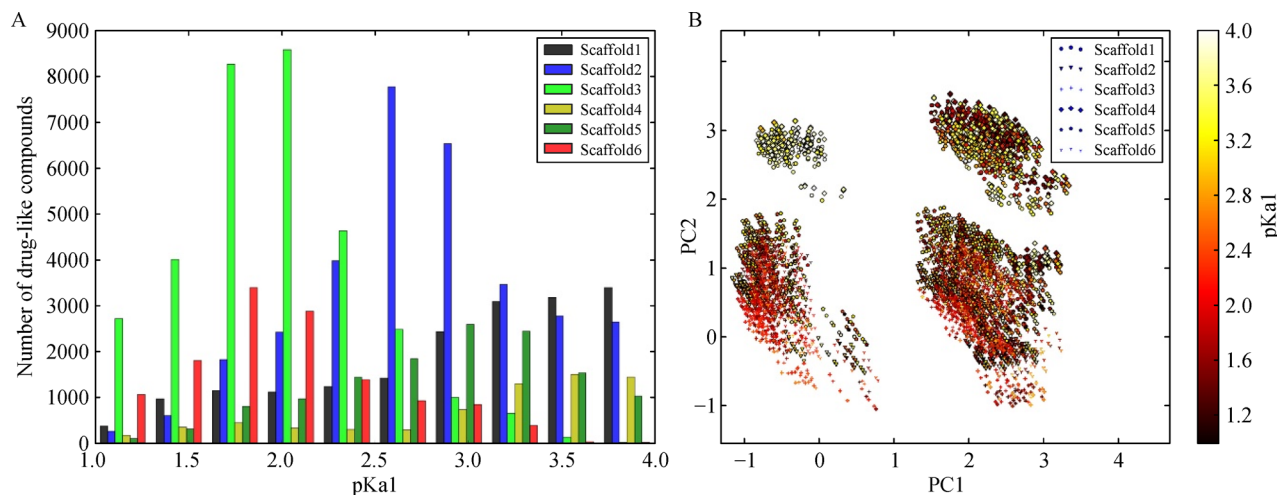 A
Number of drug-like compounds
9000
8000
7000
6000
5000
4000
3000
2000
1000
0
1.0 1.5 2.0 2.5 3.0 3.5 4.0
pKa1
Scaffold1
Scaffold2
Scaffold3
Scaffold4
Scaffold5
Scaffold6
B
PC2
3
2
1
0
−1
−1 0 1 2 3 4
PC1
Scaffold1
Scaffold2
Scaffold3
Scaffold4
Scaffold5
Scaffold6
4.0
3.6
3.2
2.8
2.4
2.0
1.6
1.2
pKa1